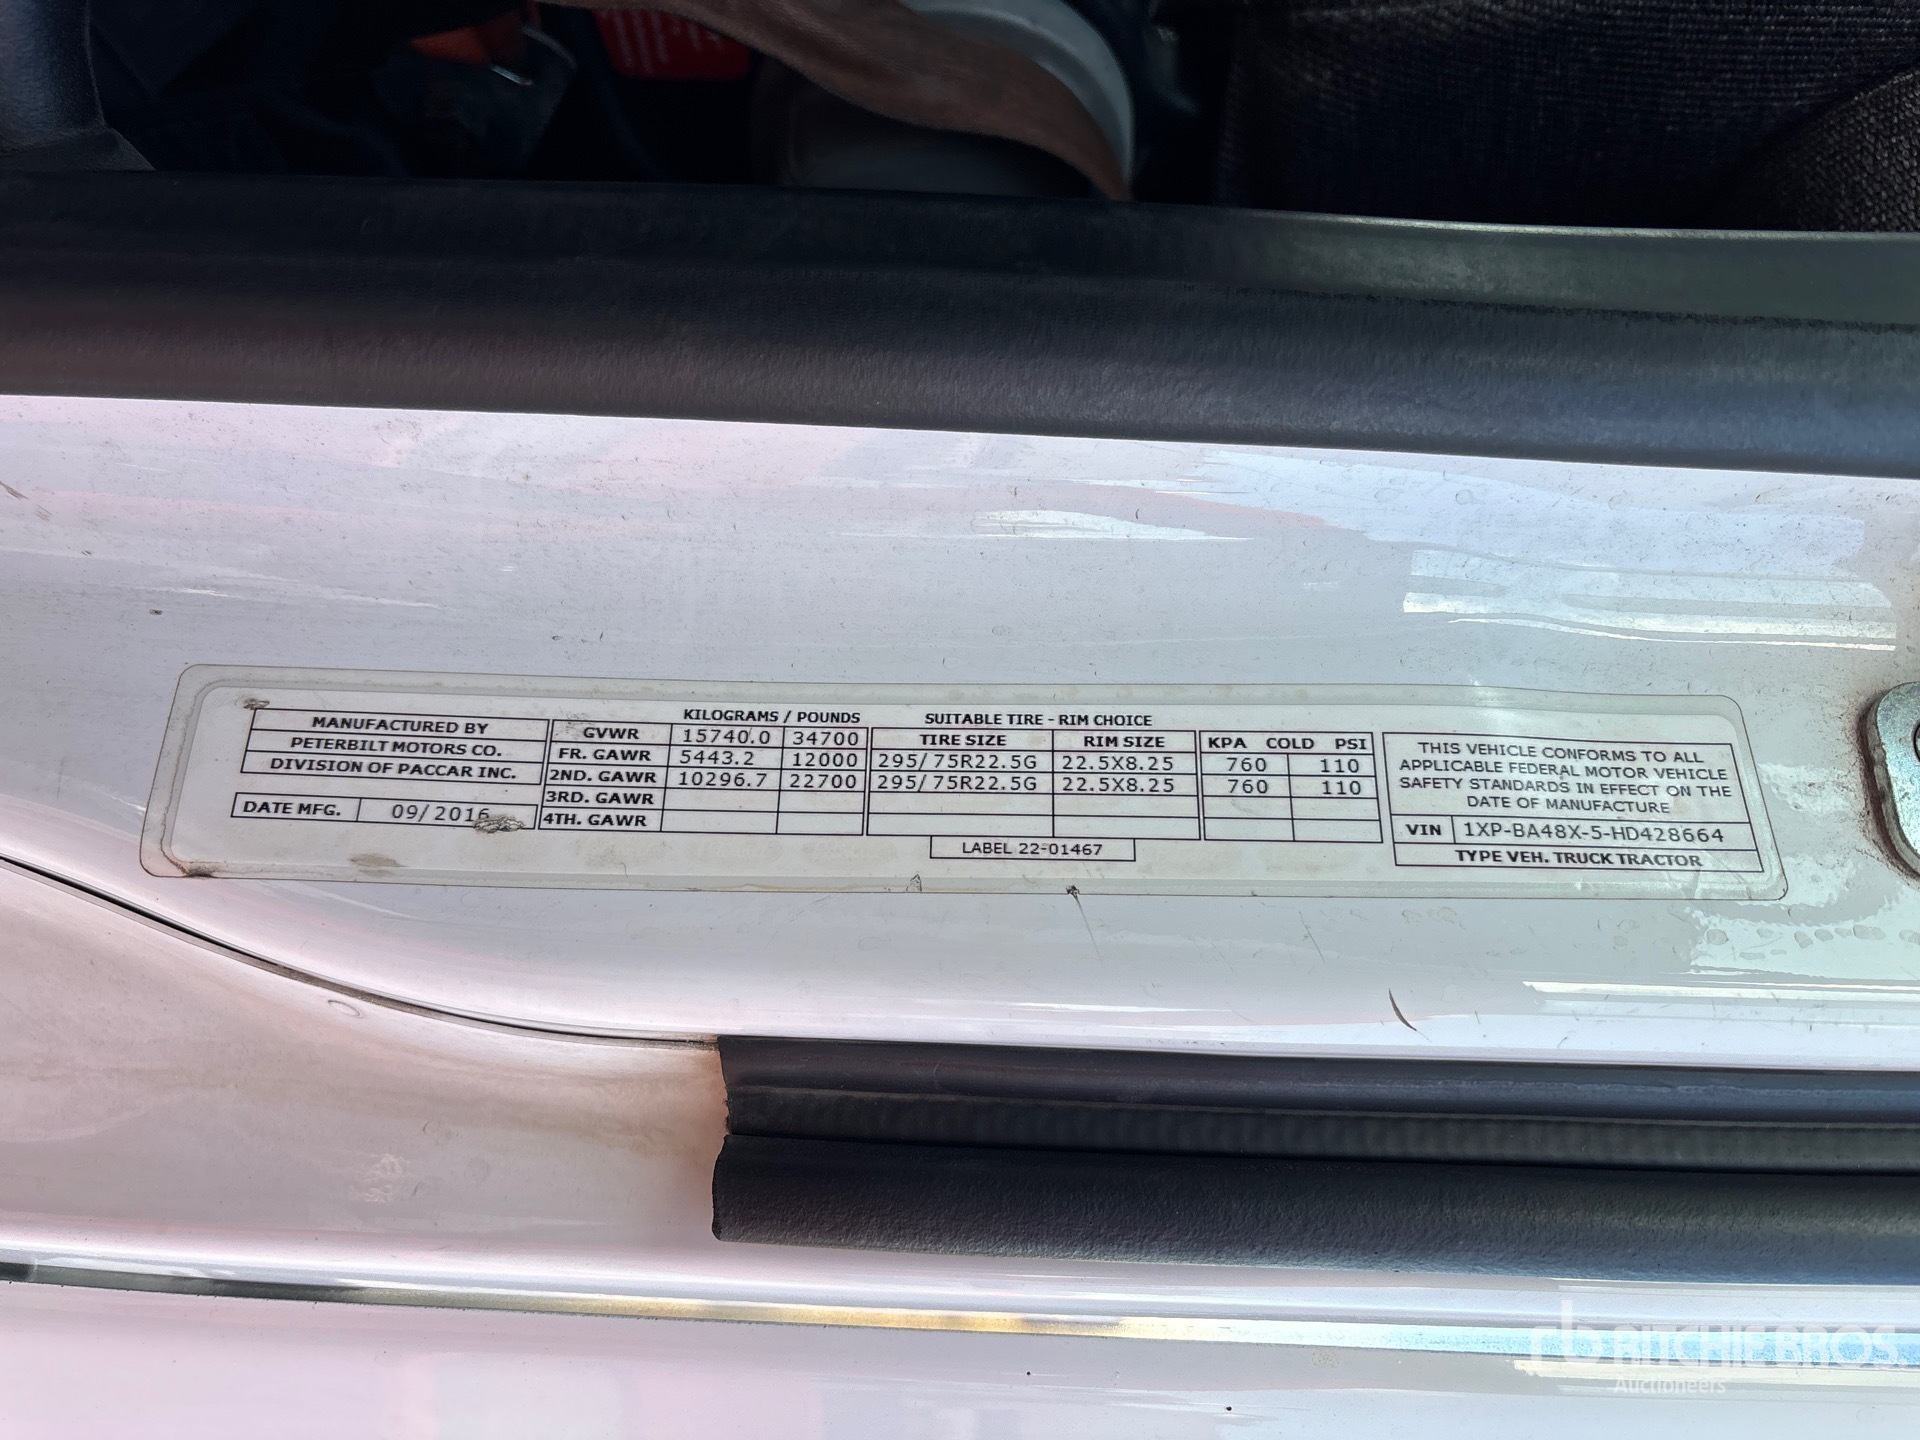 MANUFACTURED BY
PETERBILT MOTORS CO.
DIVISION OF PACCAR INC.
DATE MFG. 09/2016
KILOGRAMS / POUNDS
GVWR 15740.0 34700
FR. GAWR 5443.2 12000
2ND. GAWR 10296.7 22700
3RD. GAWR
4TH. GAWR
SUITABLE TIRE - RIM CHOICE
TIRE SIZE RIM SIZE
295/75R22.5G 22.5X8.25
295/75R22.5G 22.5X8.25
KPA COLD PSI
760 110
760 110
LABEL 22-01467
THIS VEHICLE CONFORMS TO ALL
APPLICABLE FEDERAL MOTOR VEHICLE
SAFETY STANDARDS IN EFFECT ON THE
DATE OF MANUFACTURE
VIN 1XP-BA48X-5-HD428664
TYPE VEH. TRUCK TRACTOR
rb RITCHIE BROS.
Auctioneers